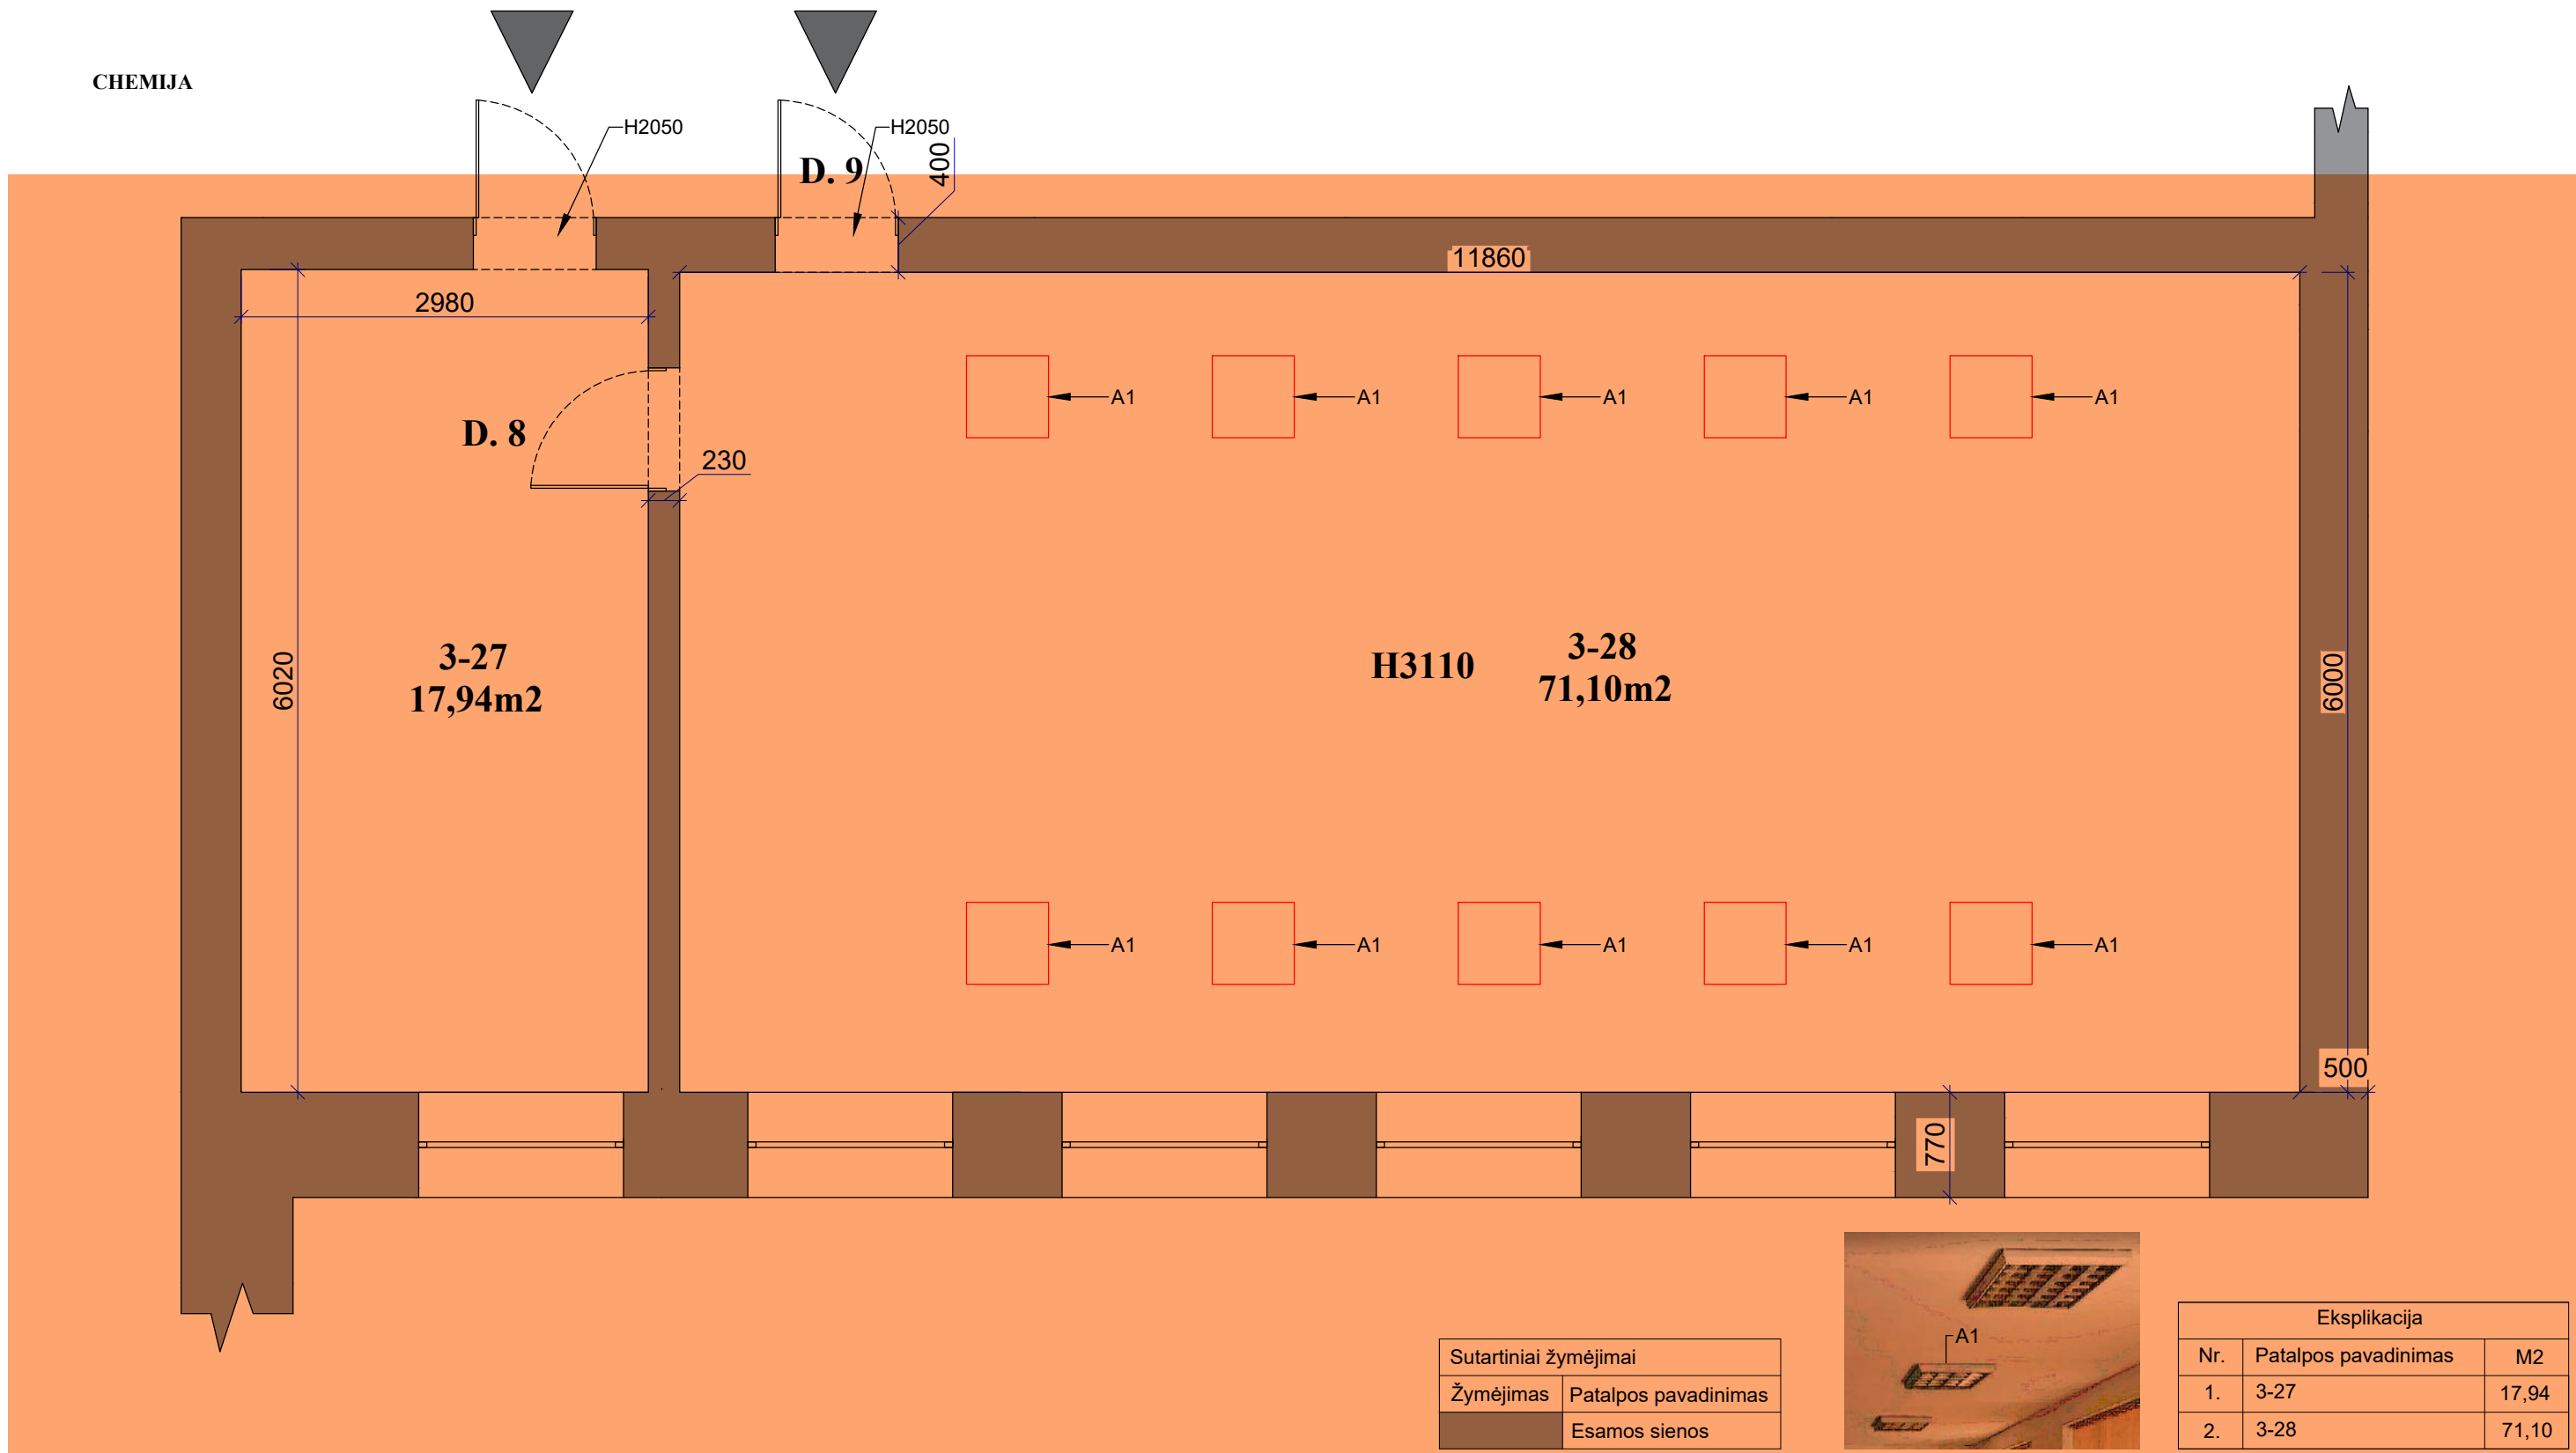 CHEMIJA
H2050
H2050
D. 9
400
11860
2980
A1
A1
A1
A1
A1
D. 8
230
3-27
17,94m2
6020
H3110
3-28
71,10m2
6000
A1
A1
A1
A1
A1
500
770
A1
Sutartiniai žymėjimai
Žymėjimas Patalpos pavadinimas
Esamos sienos
Eksplikacija
Nr. Patalpos pavadinimas M2
1. 3-27 17,94
2. 3-28 71,10